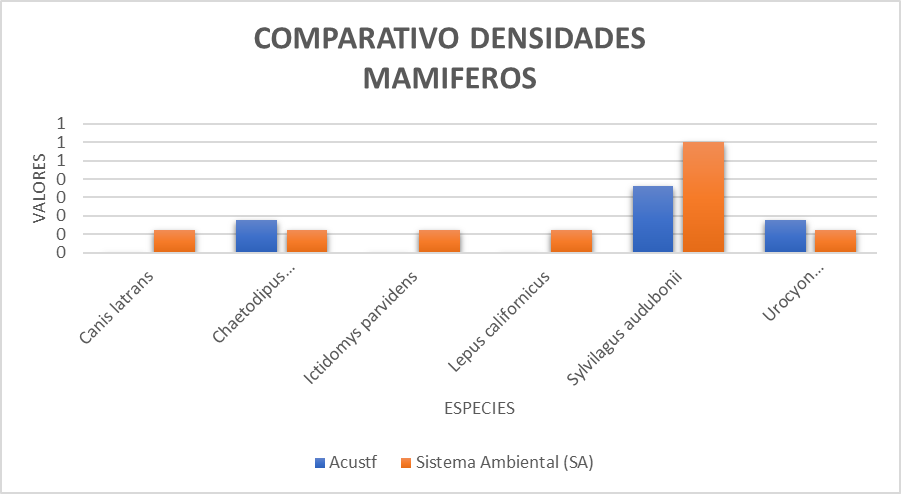 COMPARATIVO DENSIDADES
MAMIFEROS
VALORES
1
1
1
0
0
0
0
0
Canis latrans
Chaetodipus...
Ictidomys parvidens
Lepus californicus
Sylvilagus audubonii
Urocyon...
ESPECIES
Acustf
Sistema Ambiental (SA)